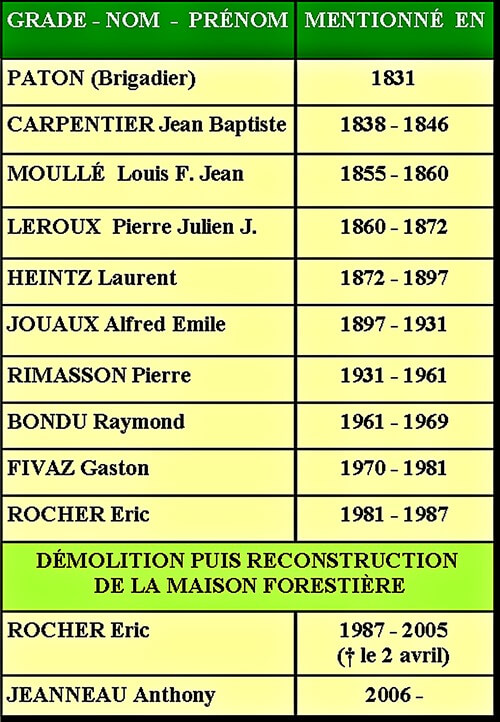 GRADE - NOM - PRÉNOM MENTIONNÉ EN
PATON (Brigadier) 1831
CARPENTIER Jean Baptiste 1838 - 1846
MOULLÉ Louis F. Jean 1855 - 1860
LEROUX Pierre Julien J. 1860 - 1872
HEINTZ Laurent 1872 - 1897
JOUAUX Alfred Emile 1897 - 1931
RIMASSON Pierre 1931 - 1961
BONDU Raymond 1961 - 1969
FIVAZ Gaston 1970 - 1981
ROCHER Eric 1981 - 1987
DÉMOLITION PUIS RECONSTRUCTION
DE LA MAISON FORESTIÈRE
ROCHER Eric 1987 - 2005
(† le 2 avril)
JEANNEAU Anthony 2006 -